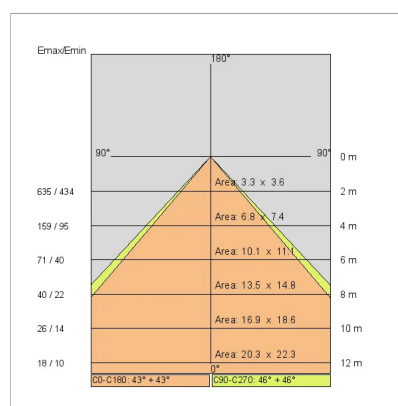 Emax/Emin
180°
90° 90° 0 m
Area: 3.3 x 3.6
635 / 434 2 m
Area: 6.8 x 7.4
159 / 95 4 m
Area: 10.1 x 11.1
71 / 40 6 m
Area: 13.5 x 14.8
40 / 22 8 m
Area: 16.9 x 18.6
26 / 14 10 m
Area: 20.3 x 22.3
18 / 10 12 m
0°
C0-C180: 43° + 43° C90-C270: 46° + 46°